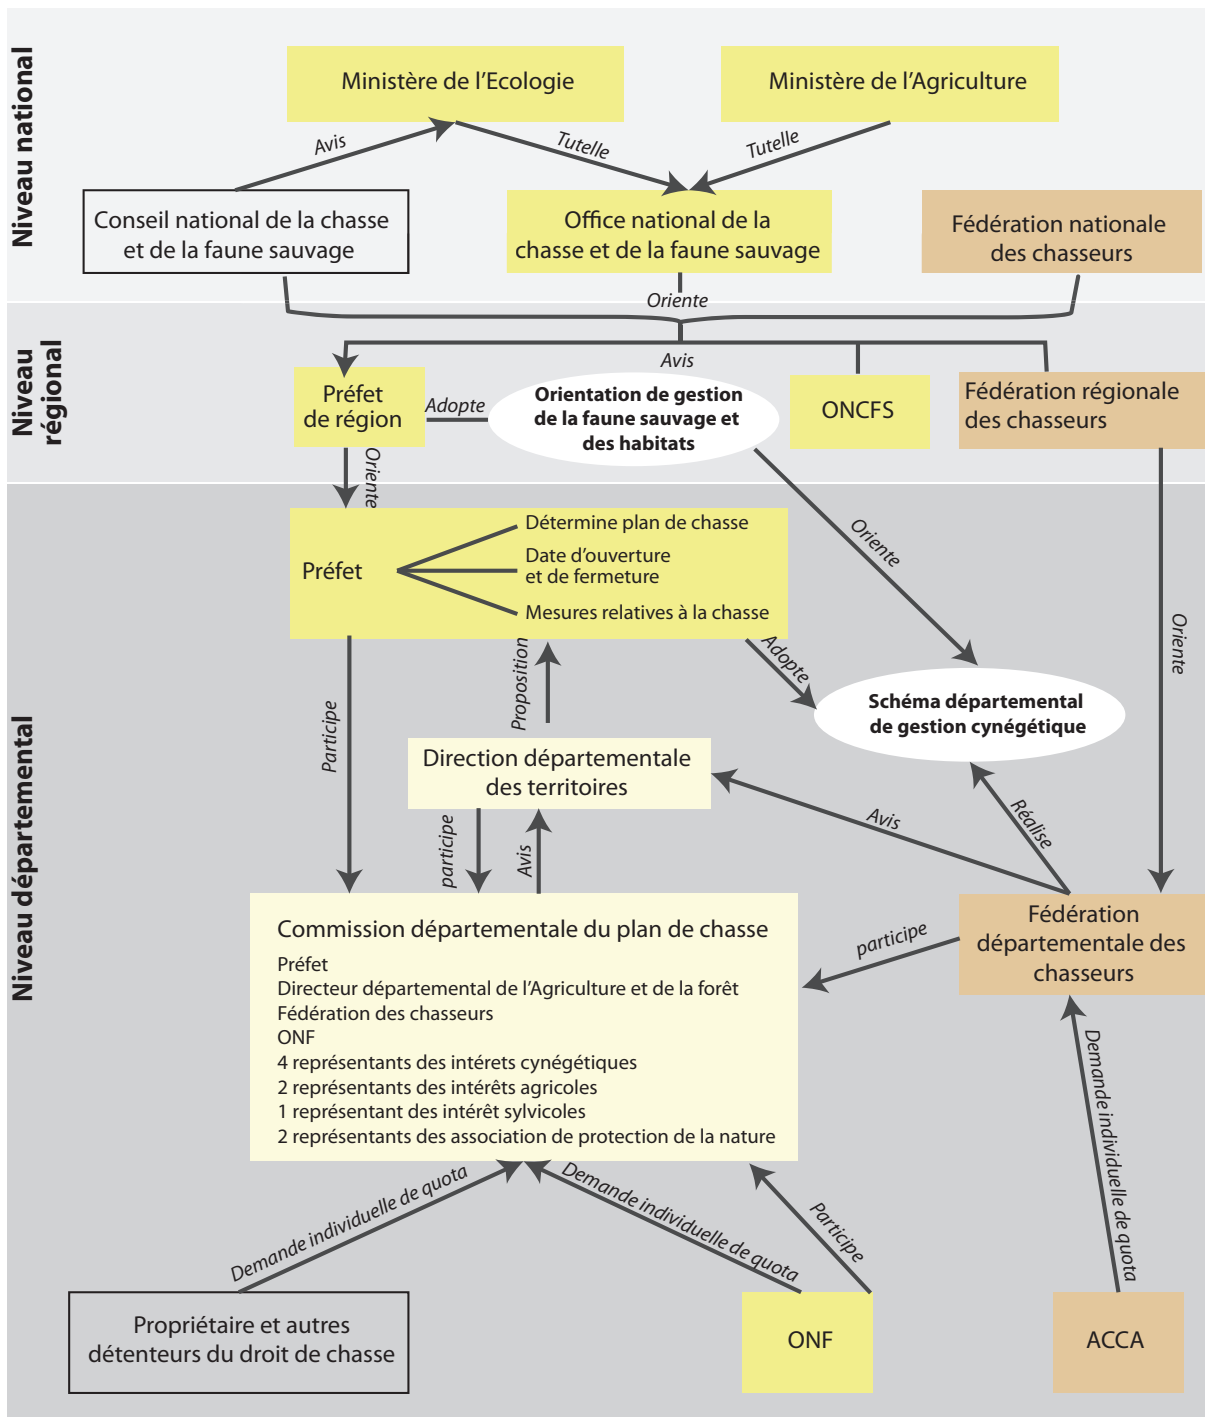 Niveau national
Ministère de l'Ecologie
Ministère de l'Agriculture
Avis
Tutelle
Tutelle
Conseil national de la chasse
et de la faune sauvage
Office national de la
chasse et de la faune sauvage
Fédération nationale
des chasseurs
Oriente
Niveau
régional
Avis
Préfet
de région
Adopte
Orientation de gestion
de la faune sauvage et
des habitats
ONCFS
Fédération régionale
des chasseurs
Oriente
Niveau départemental
Préfet
Détermine plan de chasse
Date d'ouverture
et de fermeture
Mesures relatives à la chasse
Oriente
Oriente
Participe
Proposition
Adopte
Schéma départemental
de gestion cynégétique
Direction départementale
des territoires
participe
Avis
Avis
Réalise
Commission départementale du plan de chasse
Préfet
Directeur départemental de l'Agriculture et de la forêt
Fédération des chasseurs
ONF
4 représentants des intérets cynégétiques
2 représentants des intérêts agricoles
1 représentant des intérêt sylvicoles
2 représentants des association de protection de la nature
participe
Fédération
départementale des
chasseurs
Demande individuelle de quota
Demande individuelle de quota
Participe
Demande individuelle de quota
Propriétaire et autres
détenteurs du droit de chasse
ONF
ACCA